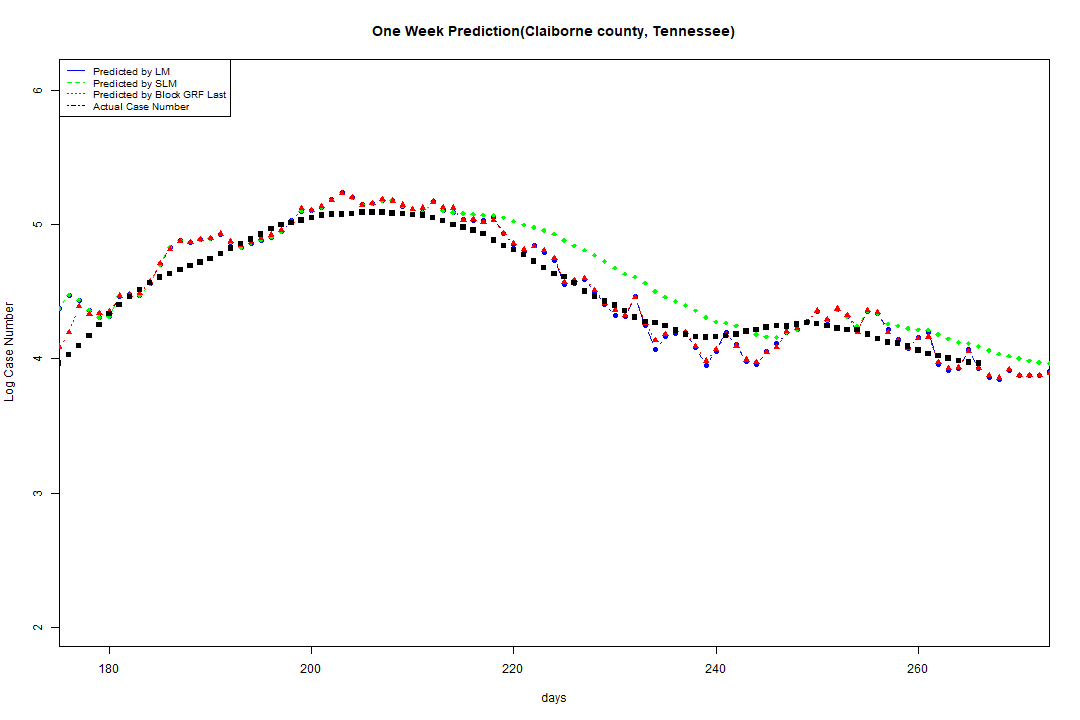 One Week Prediction(Claiborne county, Tennessee)
Predicted by LM
Predicted by SLM
Predicted by Block GRF Last
Actual Case Number
6
5
4
3
2
Log Case Number
180 200 220 240 260
days